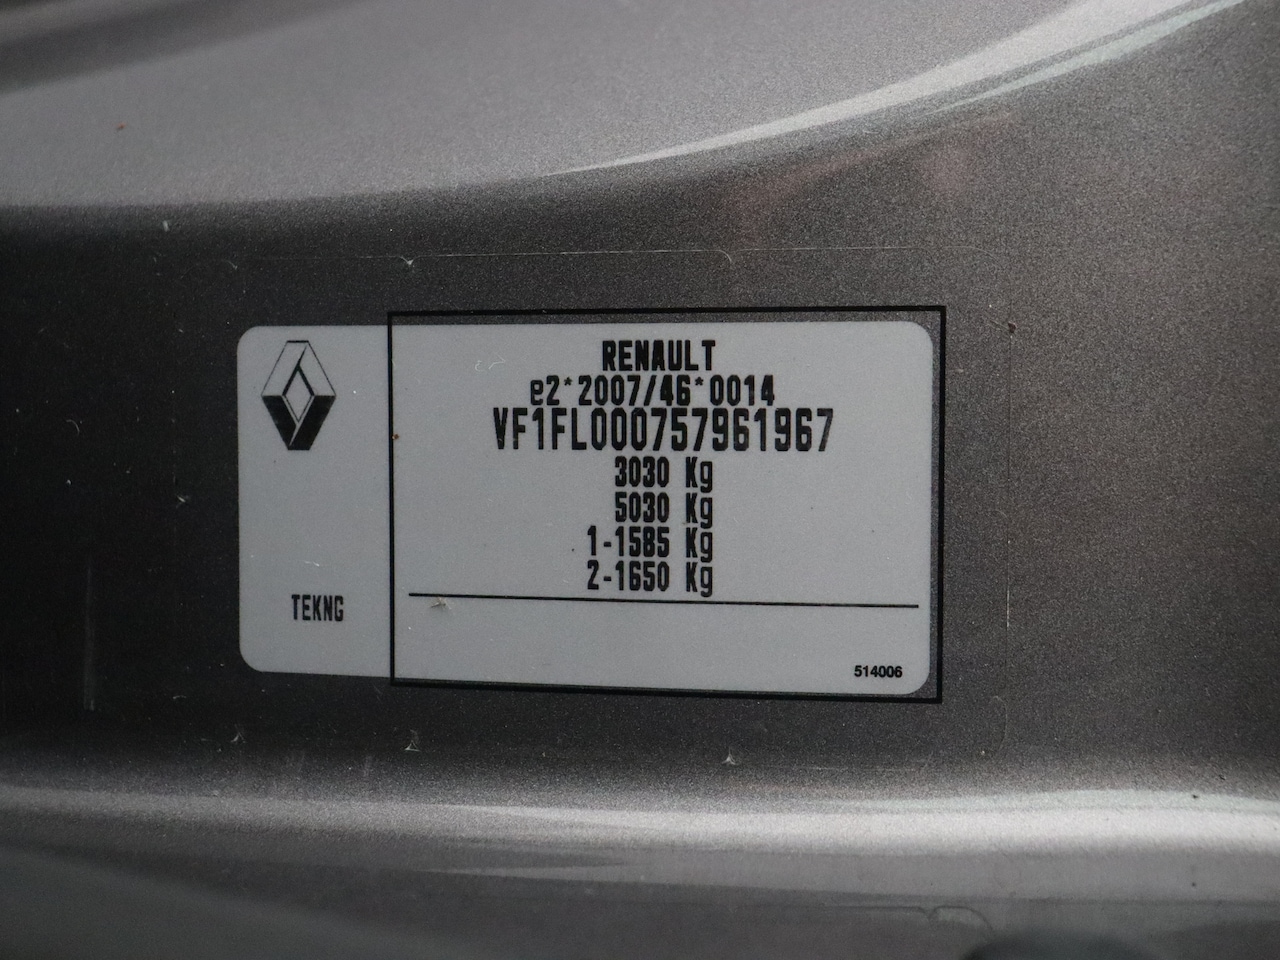 RENAULT
e2*2007/46*0014
VF1FL000757961967
3030 Kg
5030 Kg
1-1585 Kg
2-1650 Kg
TEKNG
514006